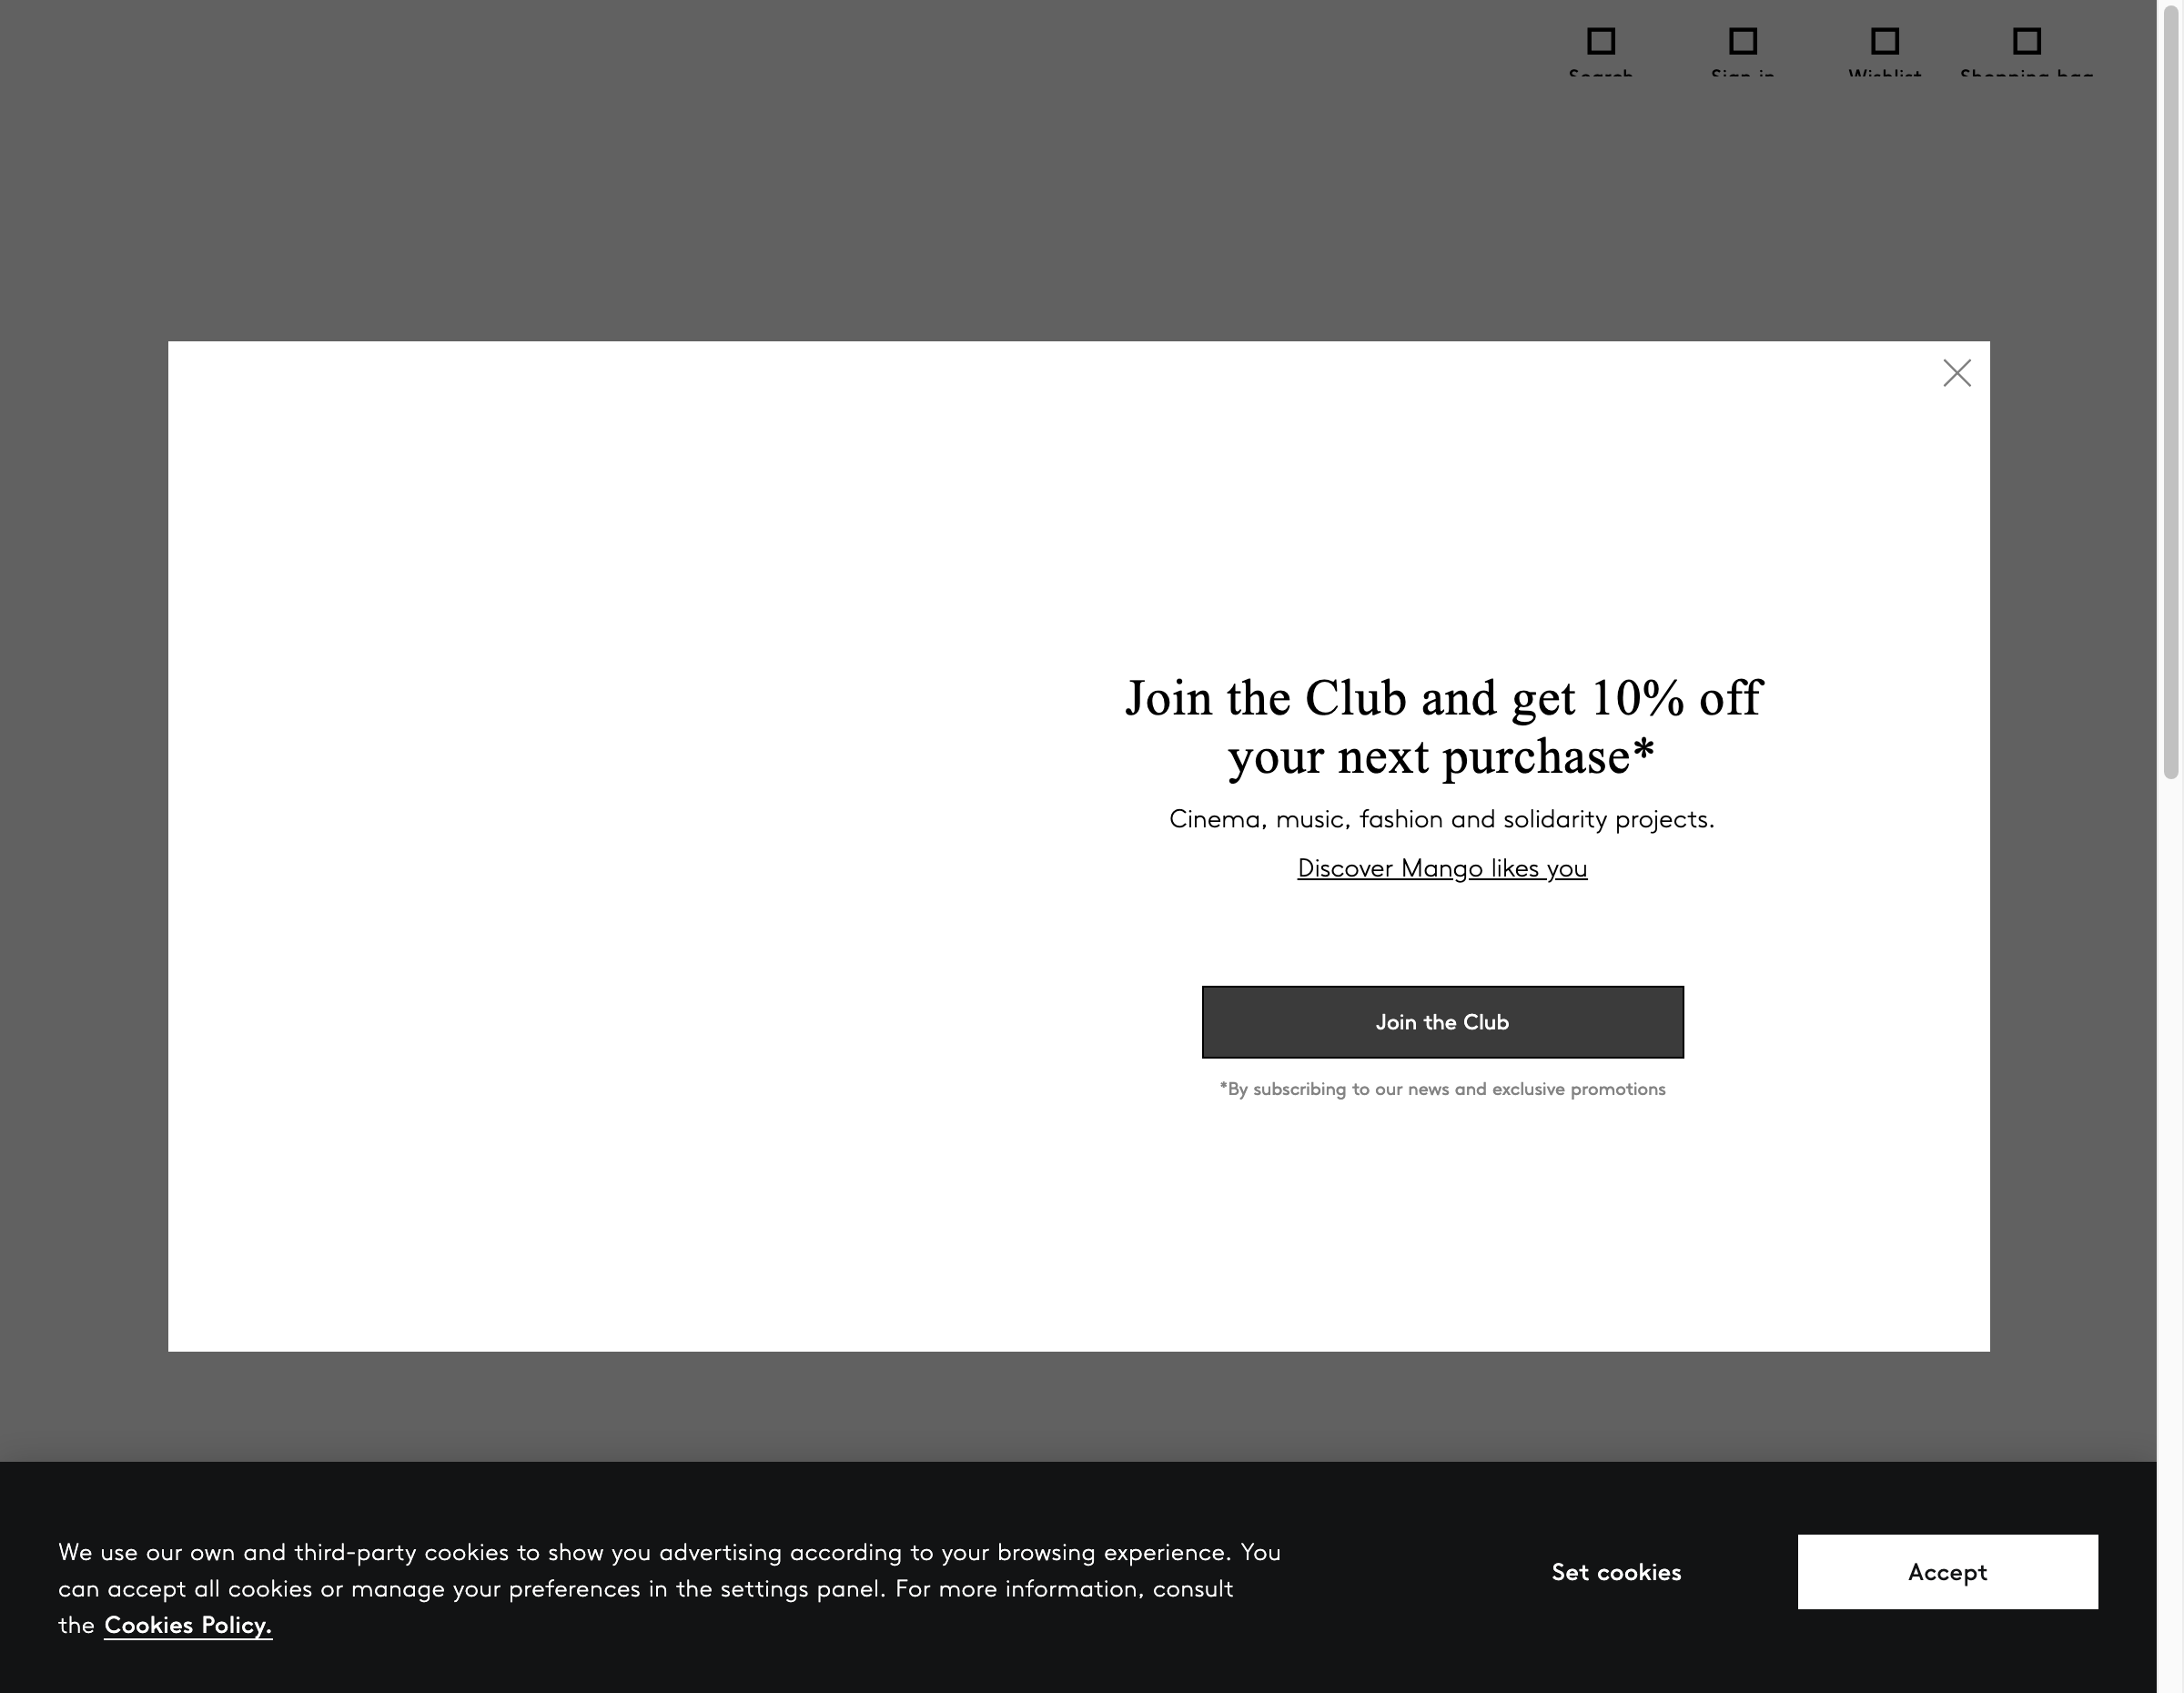 Search Sign in Wishlist Shopping bag
Join the Club and get 10% off
your next purchase*
Cinema, music, fashion and solidarity projects.
Discover Mango likes you
Join the Club
*By subscribing to our news and exclusive promotions
We use our own and third-party cookies to show you advertising according to your browsing experience. You
can accept all cookies or manage your preferences in the settings panel. For more information, consult
the Cookies Policy.
Set cookies
Accept